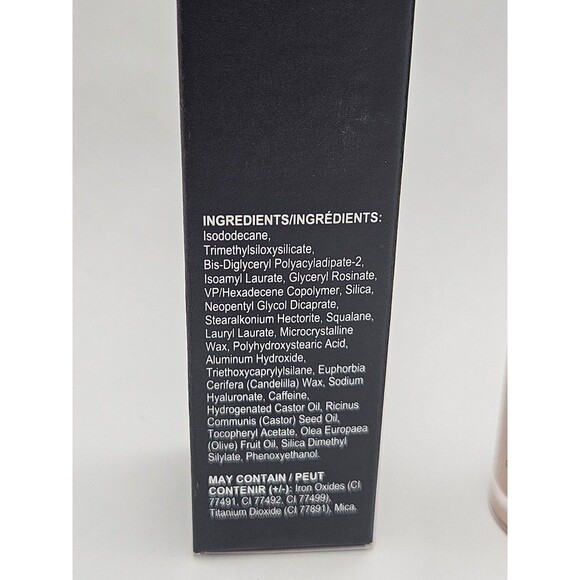 INGREDIENTS/INGRÉDIENTS:
Isododecane,
Trimethylsiloxysilicate,
Bis-Diglyceryl Polyacyladipate-2,
Isoamyl Laurate, Glyceryl Rosinate,
VP/Hexadecene Copolymer, Silica,
Neopentyl Glycol Dicaprate,
Stearalkonium Hectorite, Squalane,
Lauryl Laurate, Microcrystalline
Wax, Polyhydroxystearic Acid,
Aluminum Hydroxide,
Triethoxycaprylylsilane, Euphorbia
Cerifera (Candelilla) Wax, Sodium
Hyaluronate, Caffeine,
Hydrogenated Castor Oil, Ricinus
Communis (Castor) Seed Oil,
Tocopheryl Acetate, Olea Europaea
(Olive) Fruit Oil, Silica Dimethyl
Silylate, Phenoxyethanol.
MAY CONTAIN / PEUT
CONTENIR (+/-): Iron Oxides (CI
77491, CI 77492, CI 77499),
Titanium Dioxide (CI 77891), Mica.